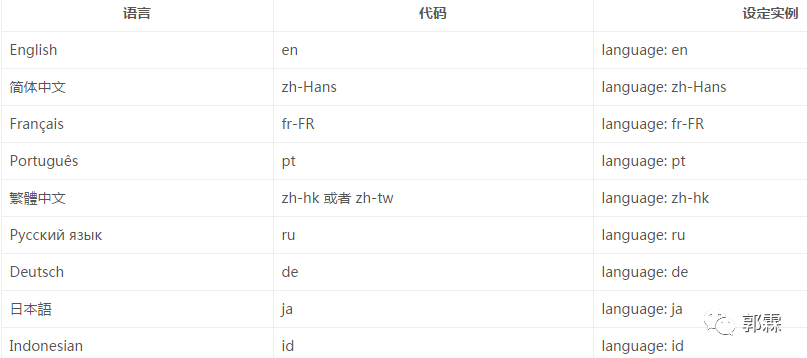 语言 代码 设定实例
English en language: en
简体中文 zh-Hans language: zh-Hans
Français fr-FR language: fr-FR
Português pt language: pt
繁體中文 zh-hk 或者 zh-tw language: zh-hk
Русский язык ru language: ru
Deutsch de language: de
日本語 ja language: ja
郭霖
Indonesian id language: id